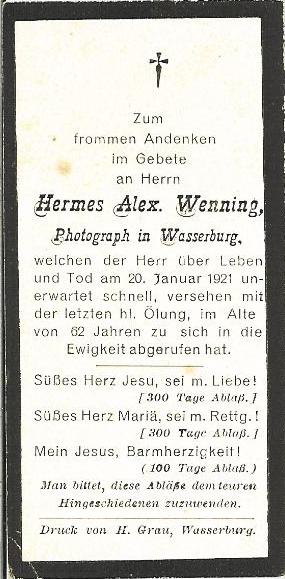 Zum
frommen Andenken
im Gebete
an Herrn
Hermes Alex. Wenning,
Photograph in Wasserburg,
welchen der Herr über Leben
und Tod am 20. Januar 1921 un-
erwartet schnell, versehen mit
der letzten hl. Ölung, im Alte
von 62 Jahren zu sich in die
Ewigkeit abgerufen hat.
Süßes Herz Jesu, sei m. Liebe!
[300 Tage Ablaß.]
Süßes Herz Mariä, sei m. Rettg.!
[300 Tage Ablaß.]
Mein Jesus, Barmherzigkeit!
(100 Tage Ablaß.)
Man bittet, diese Abläße dem teuren
Hingeschiedenen zuzuwenden.
Druck von H. Grau, Wasserburg.